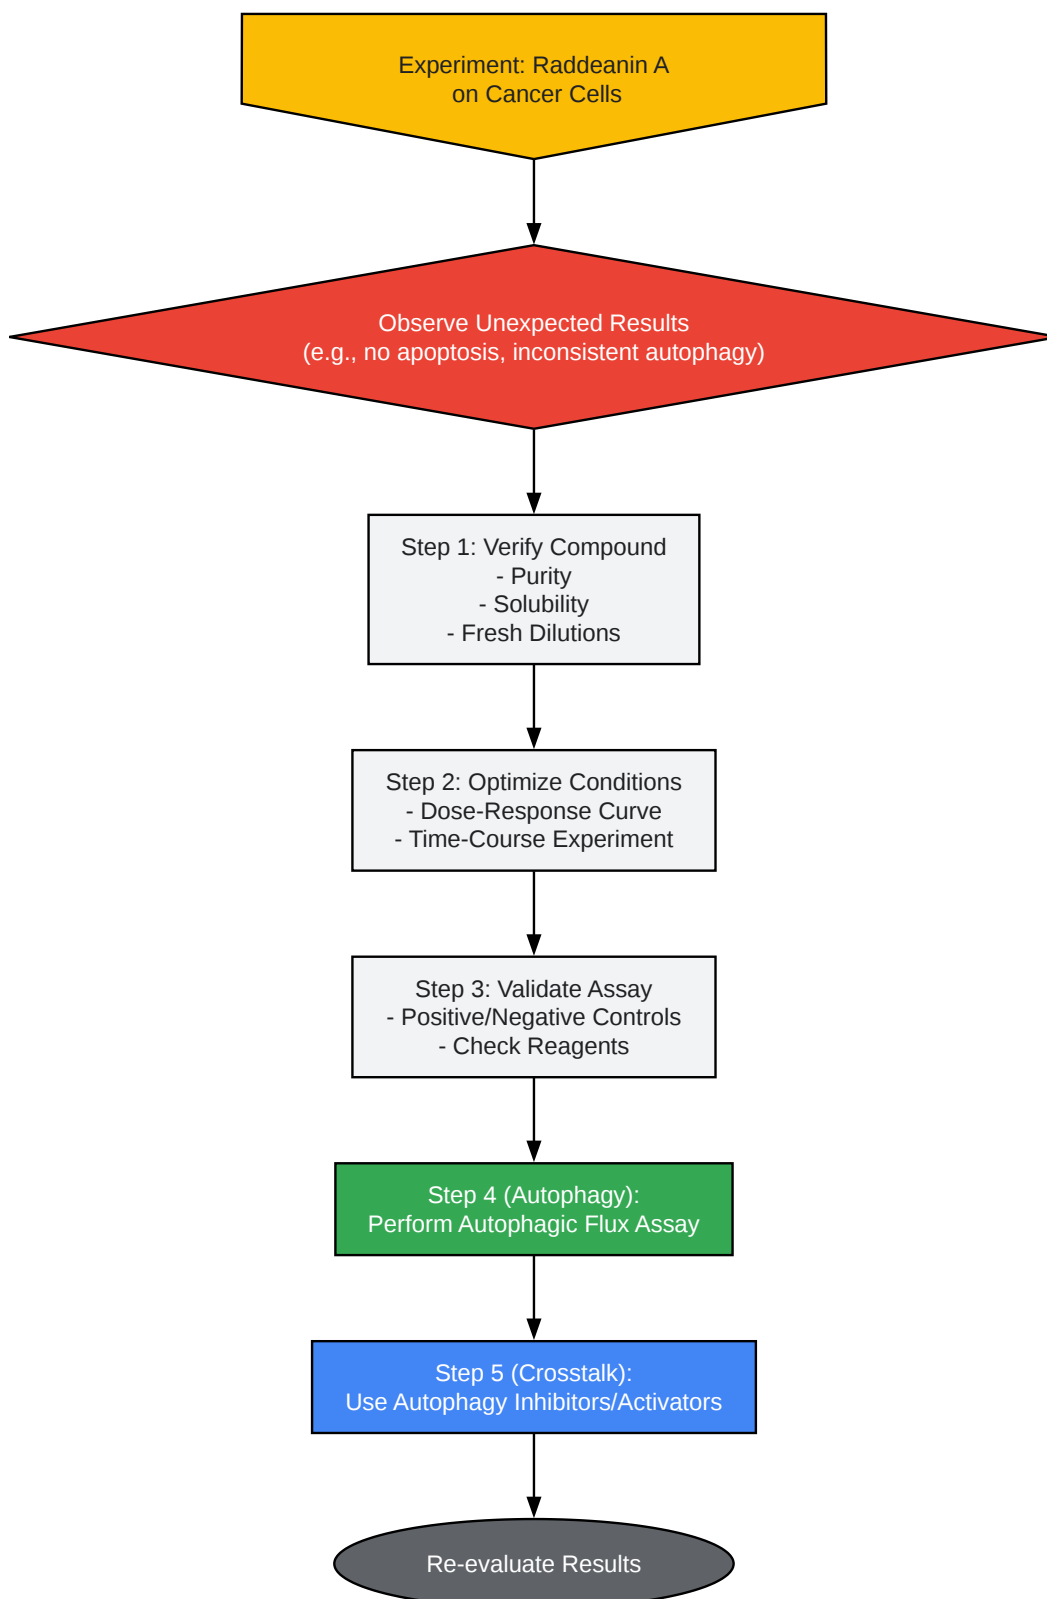 Experiment: Raddeanin A
on Cancer Cells
Observe Unexpected Results
(e.g., no apoptosis, inconsistent autophagy)
Step 1: Verify Compound
- Purity
- Solubility
- Fresh Dilutions
Step 2: Optimize Conditions
- Dose-Response Curve
- Time-Course Experiment
Step 3: Validate Assay
- Positive/Negative Controls
- Check Reagents
Step 4 (Autophagy):
Perform Autophagic Flux Assay
Step 5 (Crosstalk):
Use Autophagy Inhibitors/Activators
Re-evaluate Results